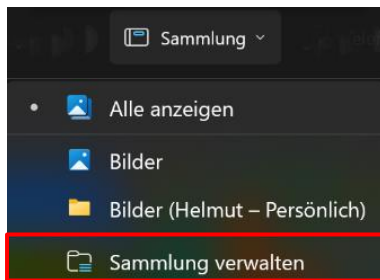 Sammlung
Alle anzeigen
Bilder
Bilder (Helmut – Persönlich)
Sammlung verwalten